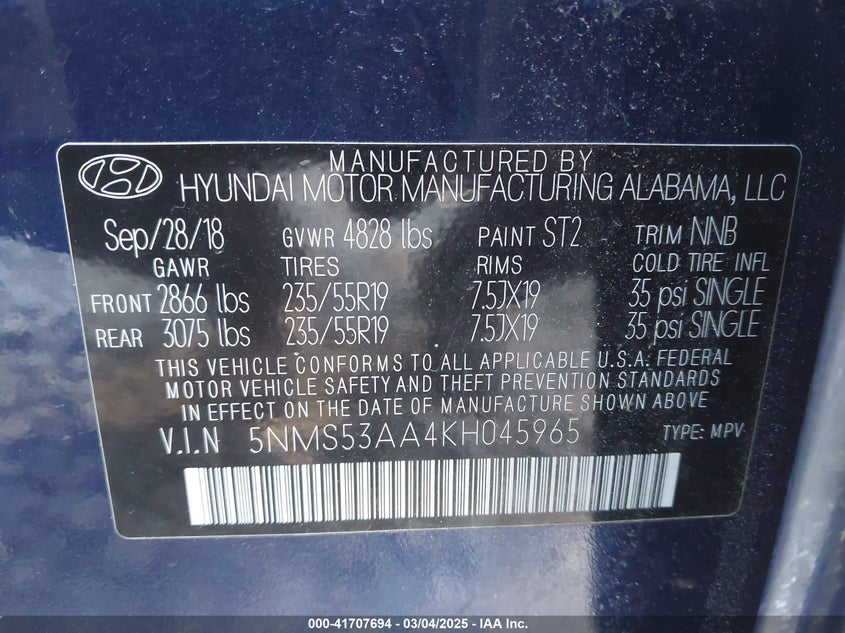 MANUFACTURED BY
HYUNDAI MOTOR MANUFACTURING ALABAMA, LLC
Sep/28/18 GVWR 4828 lbs PAINT ST2 TRIM NNB
GAWR TIRES RIMS COLD TIRE INFL
FRONT 2866 lbs 235/55R19 7.5JX19 35 psi SINGLE
REAR 3075 lbs 235/55R19 7.5JX19 35 psi SINGLE
THIS VEHICLE CONFORMS TO ALL APPLICABLE U.S.A. FEDERAL
MOTOR VEHICLE SAFETY AND THEFT PREVENTION STANDARDS
IN EFFECT ON THE DATE OF MANUFACTURE SHOWN ABOVE
V.I.N 5NMS53AA4KH045965 TYPE: MPV
000-41707694 — 03/04/2025 — IAA Inc.